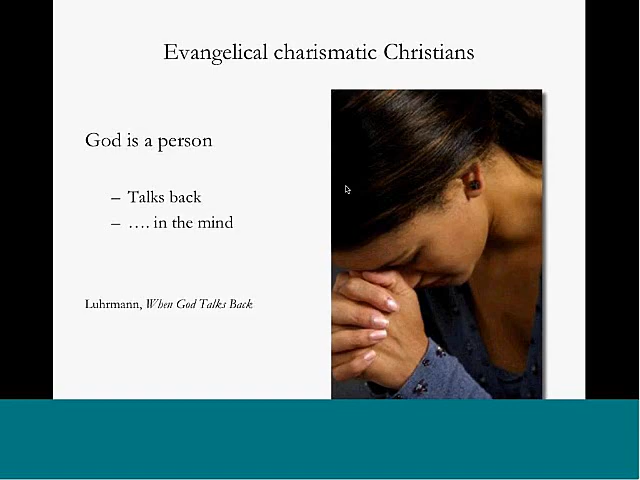 Evangelical charismatic Christians
God is a person
– Talks back
– …. in the mind
Luhrmann, When God Talks Back